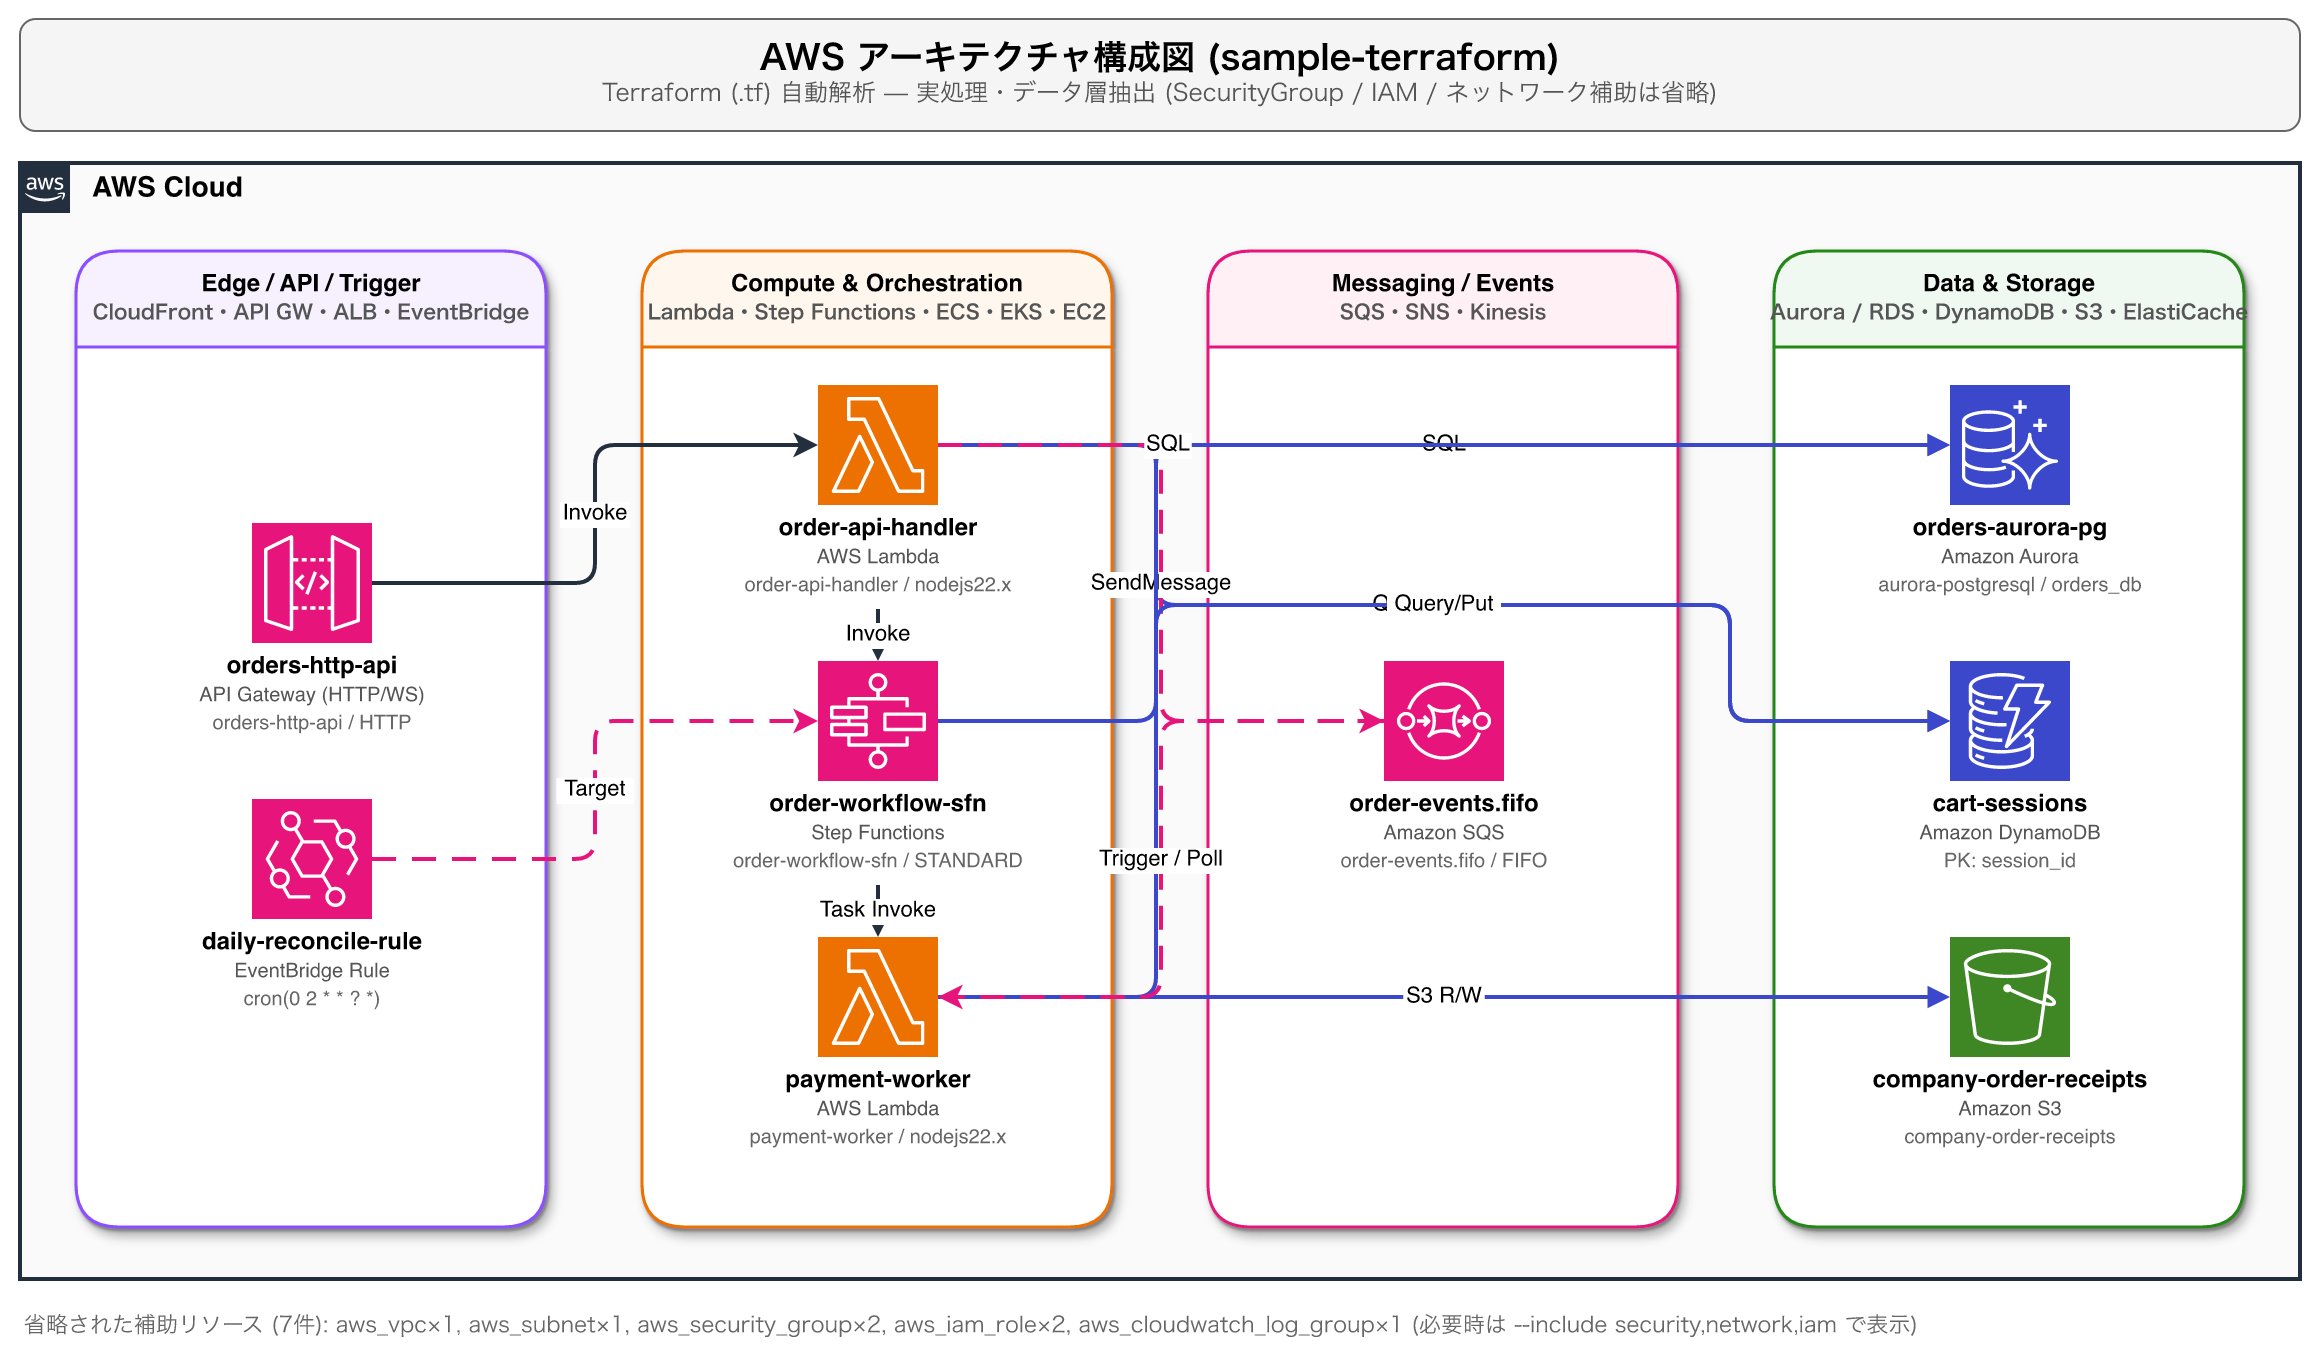 AWS アーキテクチャ構成図 (sample-terraform)
Terraform (.tf) 自動解析 — 実処理・データ層抽出 (SecurityGroup / IAM / ネットワーク補助は省略)
aws
AWS Cloud
Edge / API / Trigger
CloudFront・API GW・ALB・EventBridge
orders-http-api
API Gateway (HTTP/WS)
orders-http-api / HTTP
daily-reconcile-rule
EventBridge Rule
cron(0 2 * * ? *)
Invoke
Target
Compute & Orchestration
Lambda・Step Functions・ECS・EKS・EC2
order-api-handler
AWS Lambda
order-api-handler / nodejs22.x
Invoke
order-workflow-sfn
Step Functions
order-workflow-sfn / STANDARD
Task Invoke
payment-worker
AWS Lambda
payment-worker / nodejs22.x
SQL
SendMessage
Trigger / Poll
Messaging / Events
SQS・SNS・Kinesis
SQL
Query/Put
order-events.fifo
Amazon SQS
order-events.fifo / FIFO
S3 R/W
Data & Storage
Aurora / RDS・DynamoDB・S3・ElastiCache
orders-aurora-pg
Amazon Aurora
aurora-postgresql / orders_db
cart-sessions
Amazon DynamoDB
PK: session_id
company-order-receipts
Amazon S3
company-order-receipts
省略された補助リソース (7件): aws_vpc×1, aws_subnet×1, aws_security_group×2, aws_iam_role×2, aws_cloudwatch_log_group×1 (必要時は --include security,network,iam で表示)